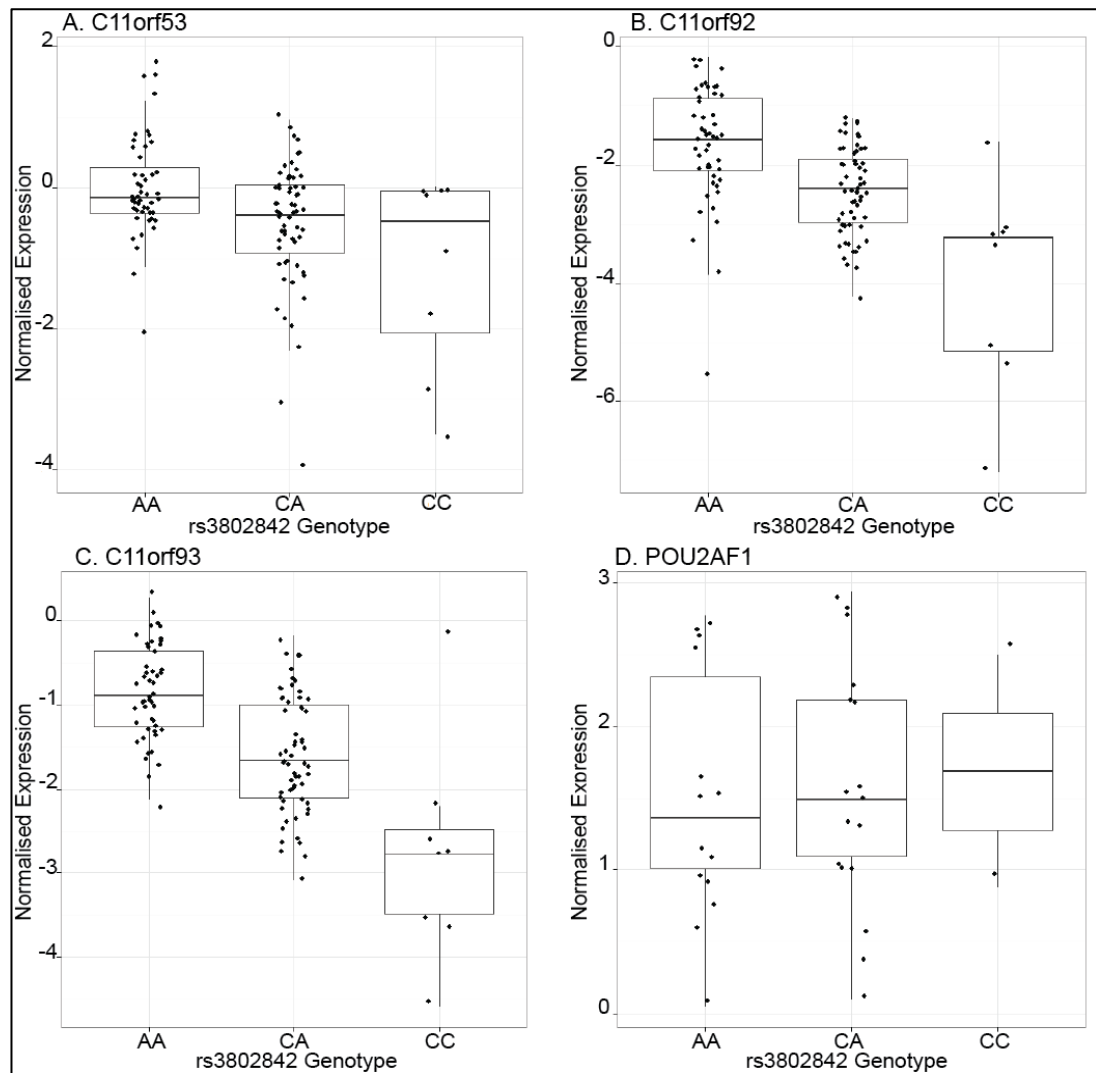 A. C11orf53
Normalised Expression
2
0
-2
-4
AA
CA
CC
rs3802842 Genotype
B. C11orf92
Normalised Expression
0
-2
-4
-6
AA
CA
CC
rs3802842 Genotype
C. C11orf93
Normalised Expression
0
-1
-2
-3
-4
AA
CA
CC
rs3802842 Genotype
D. POU2AF1
Normalised Expression
3
2
1
0
AA
CA
CC
rs3802842 Genotype